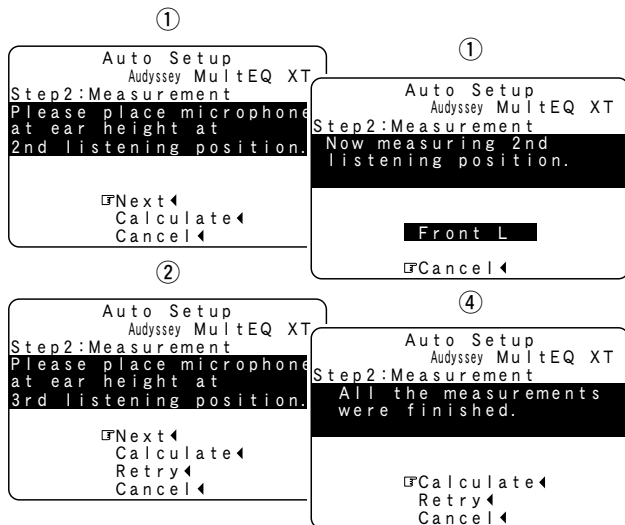 ①
Auto Setup
Audyssey MultEQ XT
Step2:Measurement
Please place microphone
at ear height at
2nd listening position.
☞Next◀
Calculate◀
Cancel◀
①
Auto Setup
Audyssey MultEQ XT
Step2:Measurement
Now measuring 2nd
listening position.
Front L
☞Cancel◀
②
Auto Setup
Audyssey MultEQ XT
Step2:Measurement
Please place microphone
at ear height at
3rd listening position.
☞Next◀
Calculate◀
Retry◀
Cancel◀
④
Auto Setup
Audyssey MultEQ XT
Step2:Measurement
All the measurements
were finished.
☞Calculate◀
Retry◀
Cancel◀